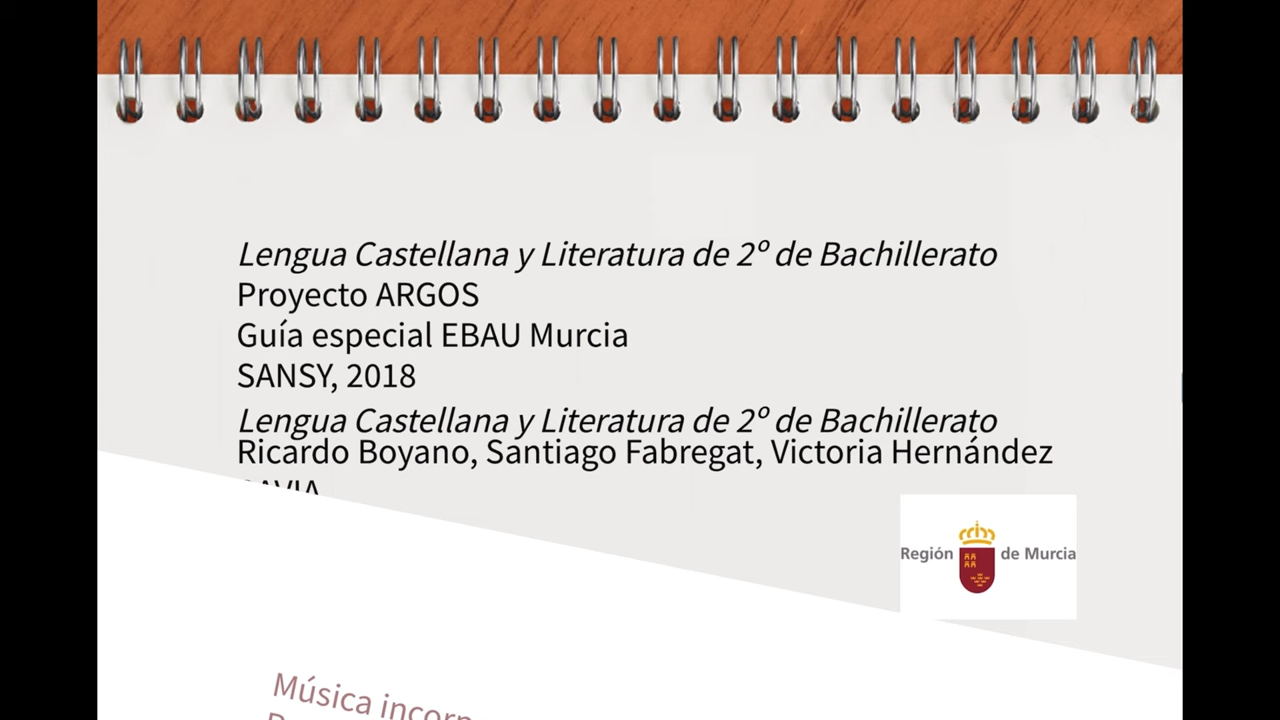 Lengua Castellana y Literatura de 2º de Bachillerato
Proyecto ARGOS
Guía especial EBAU Murcia
SANSY, 2018
Lengua Castellana y Literatura de 2º de Bachillerato
Ricardo Boyano, Santiago Fabregat, Victoria Hernández
SAVIA
Región de Murcia
Música